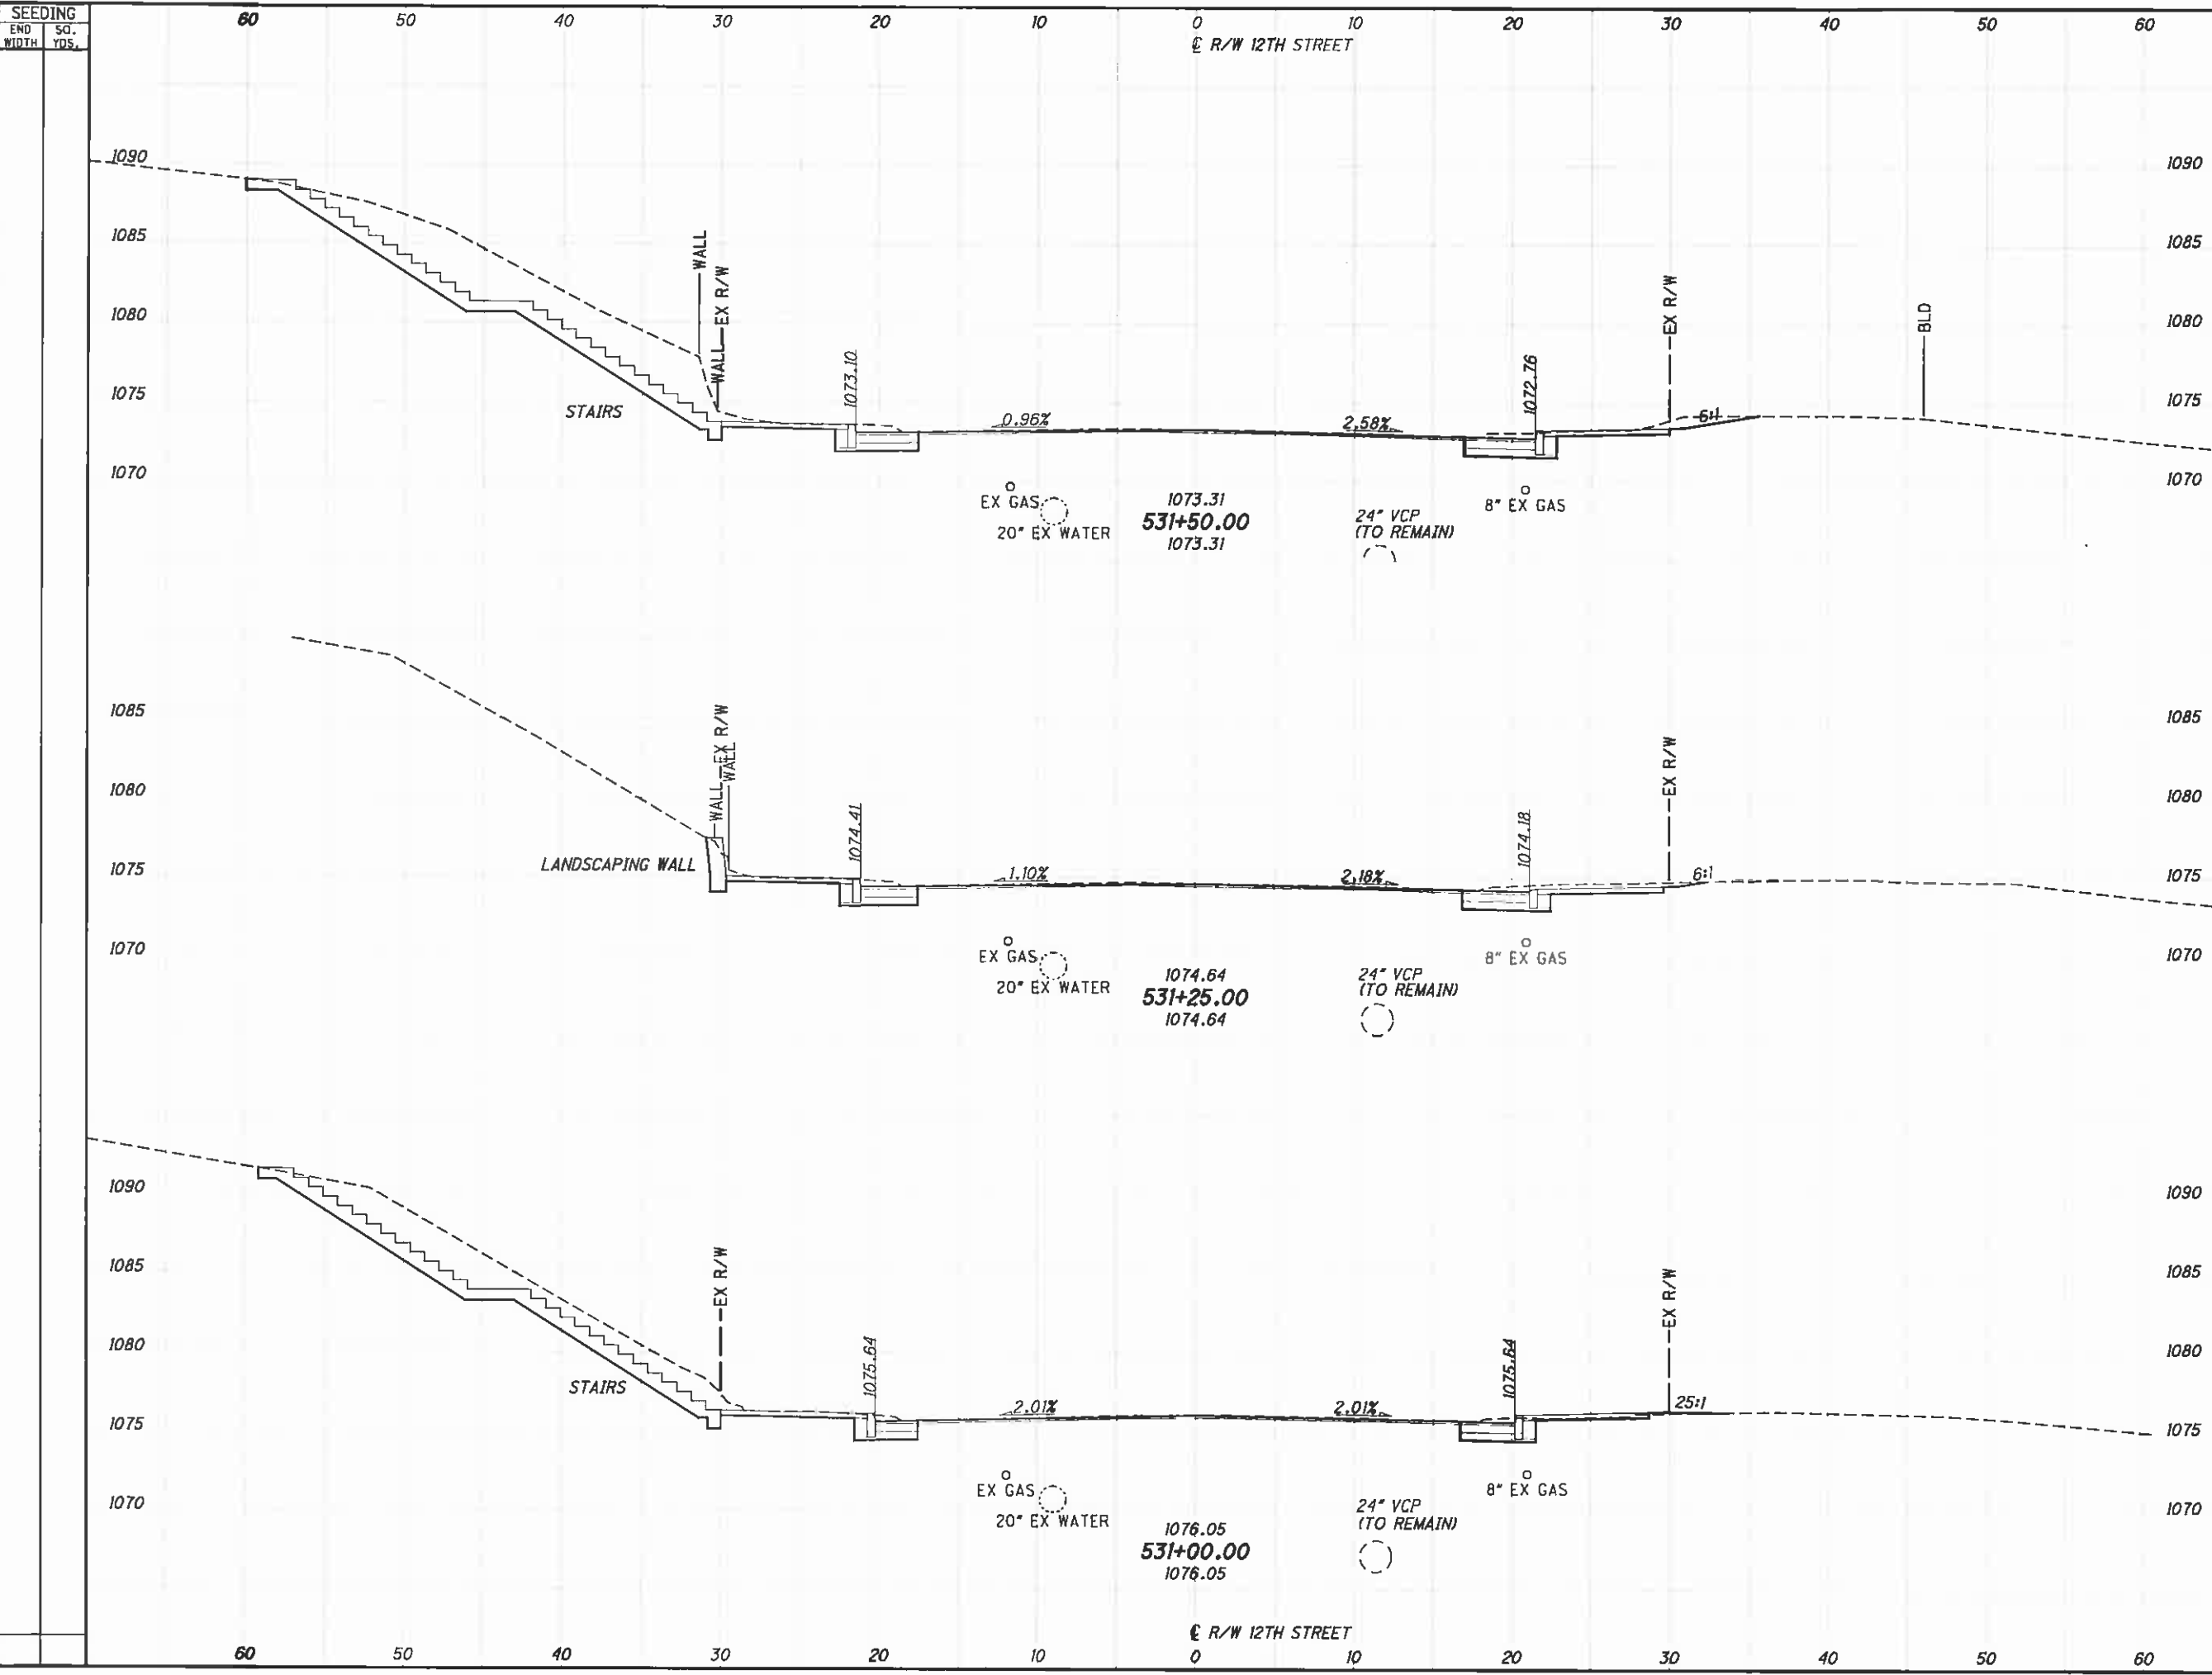 SEEDING
END WIDTH
SQ. YDS.
60 50 40 30 20 10 0 10 20 30 40 50 60
℄ R/W 12TH STREET
1090 1090
1085 1085
1080 1080
1075 1075
1070 1070
WALL
WALL EX R/W
1073.10
1072.76
EX R/W
BLD
STAIRS
0.96%
2.58%
6:1
EX GAS
20" EX WATER
1073.31
531+50.00
1073.31
24" VCP
(TO REMAIN)
8" EX GAS
1085 1085
1080 1080
1075 1075
1070 1070
WALL EX R/W
WALL
1074.41
1074.18
EX R/W
LANDSCAPING WALL
1.10%
2.18%
6:1
EX GAS
20" EX WATER
1074.64
531+25.00
1074.64
24" VCP
(TO REMAIN)
8" EX GAS
1090 1090
1085 1085
1080 1080
1075 1075
1070 1070
EX R/W
1075.64
1075.64
EX R/W
STAIRS
2.01%
2.01%
25:1
EX GAS
20" EX WATER
1076.05
531+00.00
1076.05
24" VCP
(TO REMAIN)
8" EX GAS
℄ R/W 12TH STREET
60 50 40 30 20 10 0 10 20 30 40 50 60